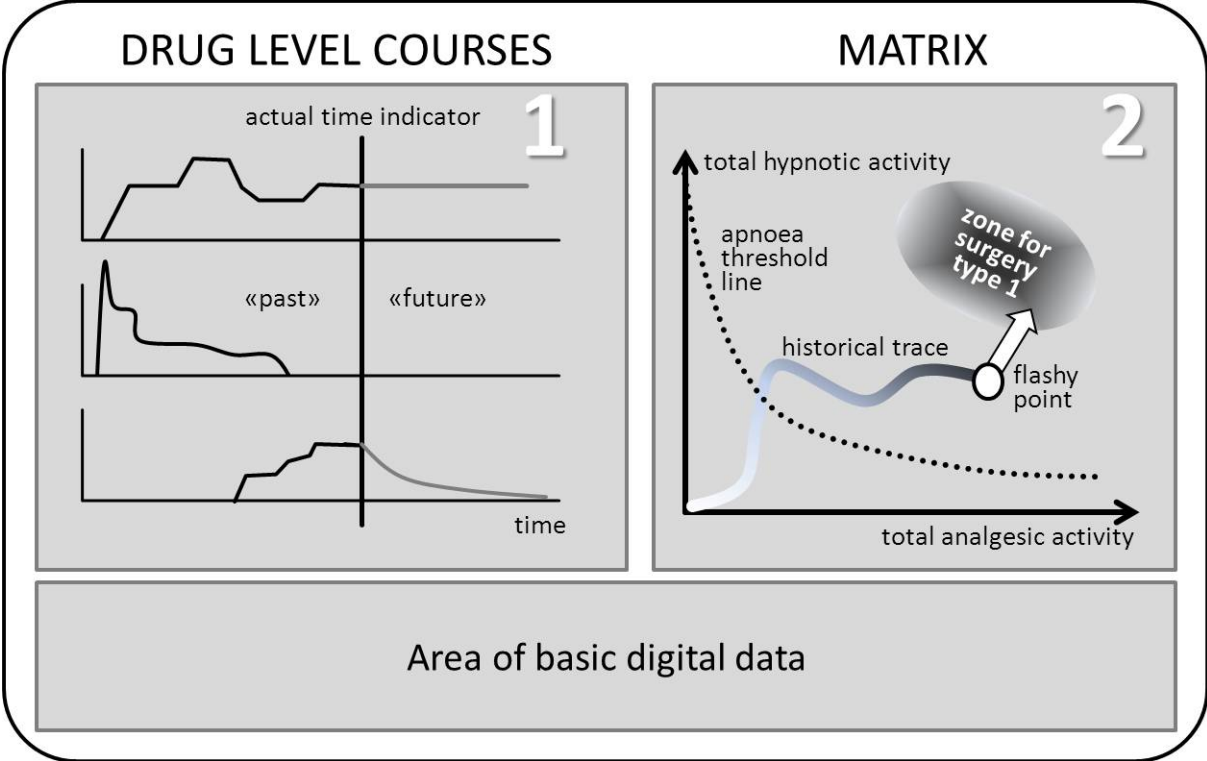 DRUG LEVEL COURSES
1
actual time indicator
«past»
«future»
time
MATRIX
2
total hypnotic activity
apnoea
threshold
line
zone for
surgery
type 1
historical trace
flashy
point
total analgesic activity
Area of basic digital data